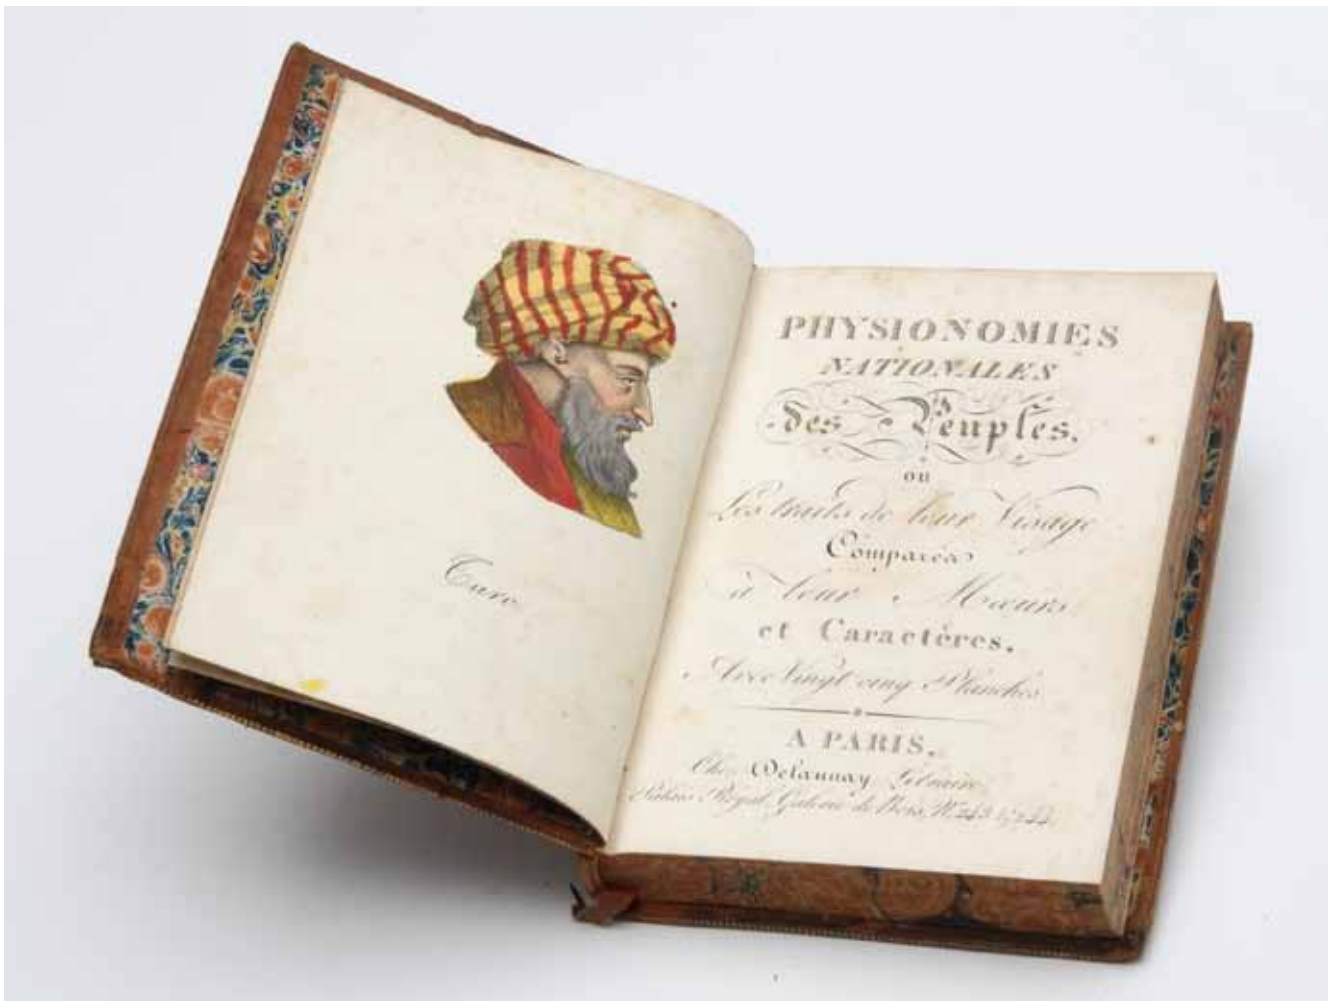 Turc
PHYSIONOMIES
NATIONALES
des Peuples,
ou
Les traits de leur Visage
Comparés
à leur Mœurs
et Caractères.
Avec Vingt cinq Planches
A PARIS.
Chez Delaunay Libraire
Palais Royal, Galerie de Bois, N. 243 & 244